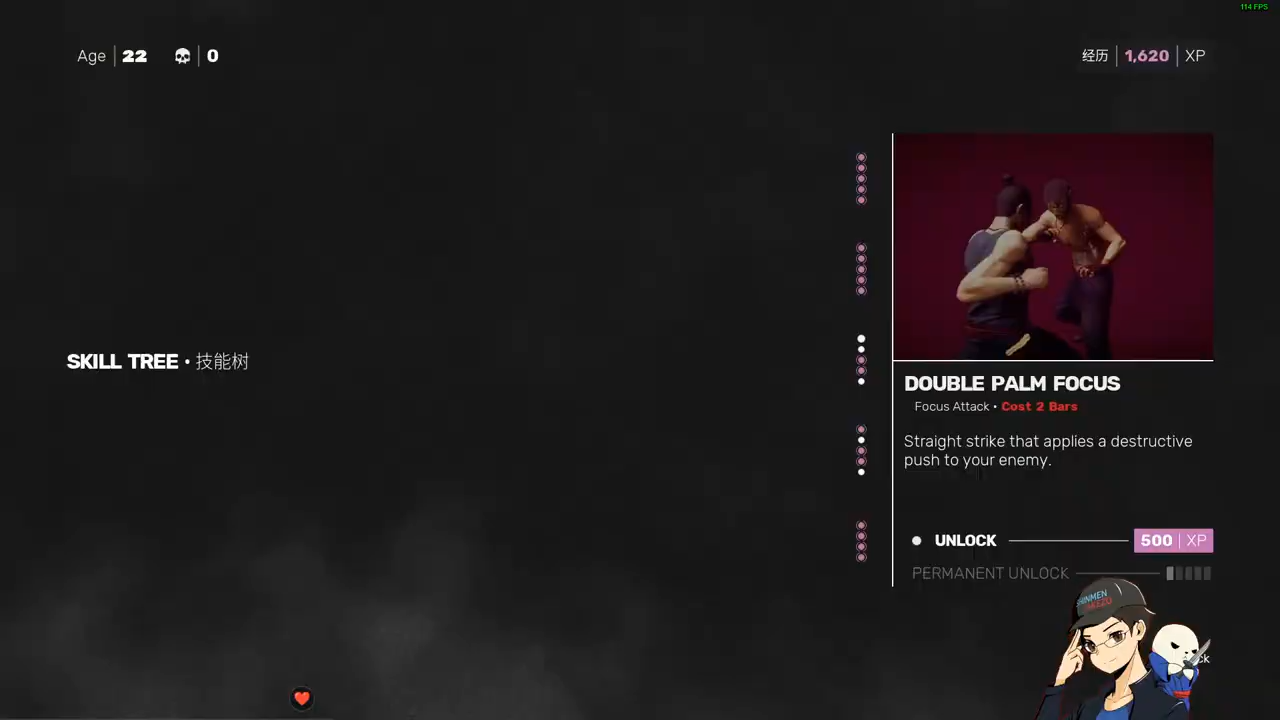 114 FPS
Age 22 0
经历 1,620 XP
SKILL TREE • 技能树
DOUBLE PALM FOCUS
Focus Attack • Cost 2 Bars
Straight strike that applies a destructive
push to your enemy.
UNLOCK 500 XP
PERMANENT UNLOCK